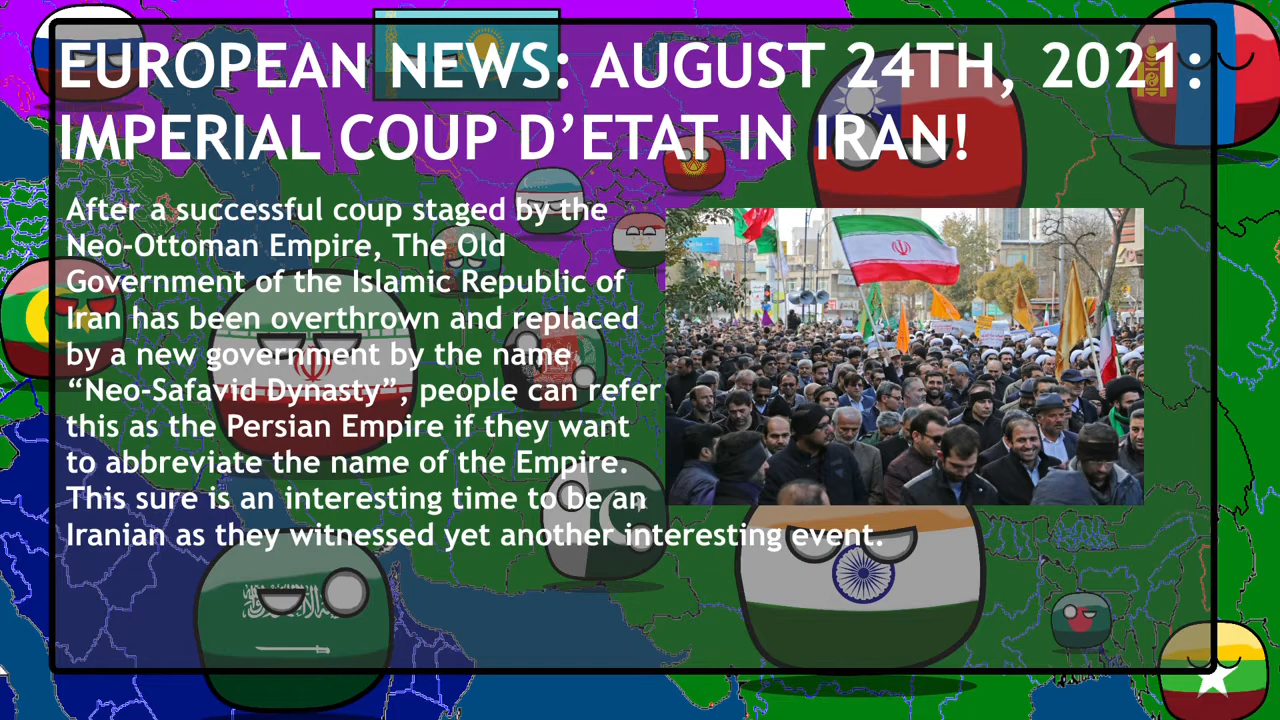 EUROPEAN NEWS: AUGUST 24TH, 2021:
IMPERIAL COUP D’ETAT IN IRAN!
After a successful coup staged by the
Neo-Ottoman Empire, The Old
Government of the Islamic Republic of
Iran has been overthrown and replaced
by a new government by the name
“Neo-Safavid Dynasty”, people can refer
this as the Persian Empire if they want
to abbreviate the name of the Empire.
This sure is an interesting time to be an
Iranian as they witnessed yet another interesting event.